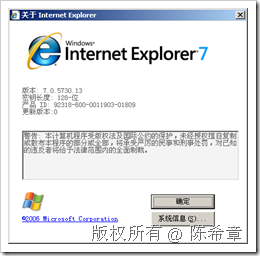 关于 Internet Explorer
Windows®
Internet Explorer 7
版本: 7.0.5730.13
密钥长度: 128-位
产品 ID: 92318-600-0011903-01809
更新版本:0
警告: 本计算机程序受版权法及国际公约的保护，未经授权擅自复制
或散布本程序的部分或全部，将承受严厉的民事和刑事处罚，对已知
的违反者将给予法律范围内的全面制裁。
确定
©2006 Microsoft Corporation
系统信息(S)...
版权所有 @ 陈希章